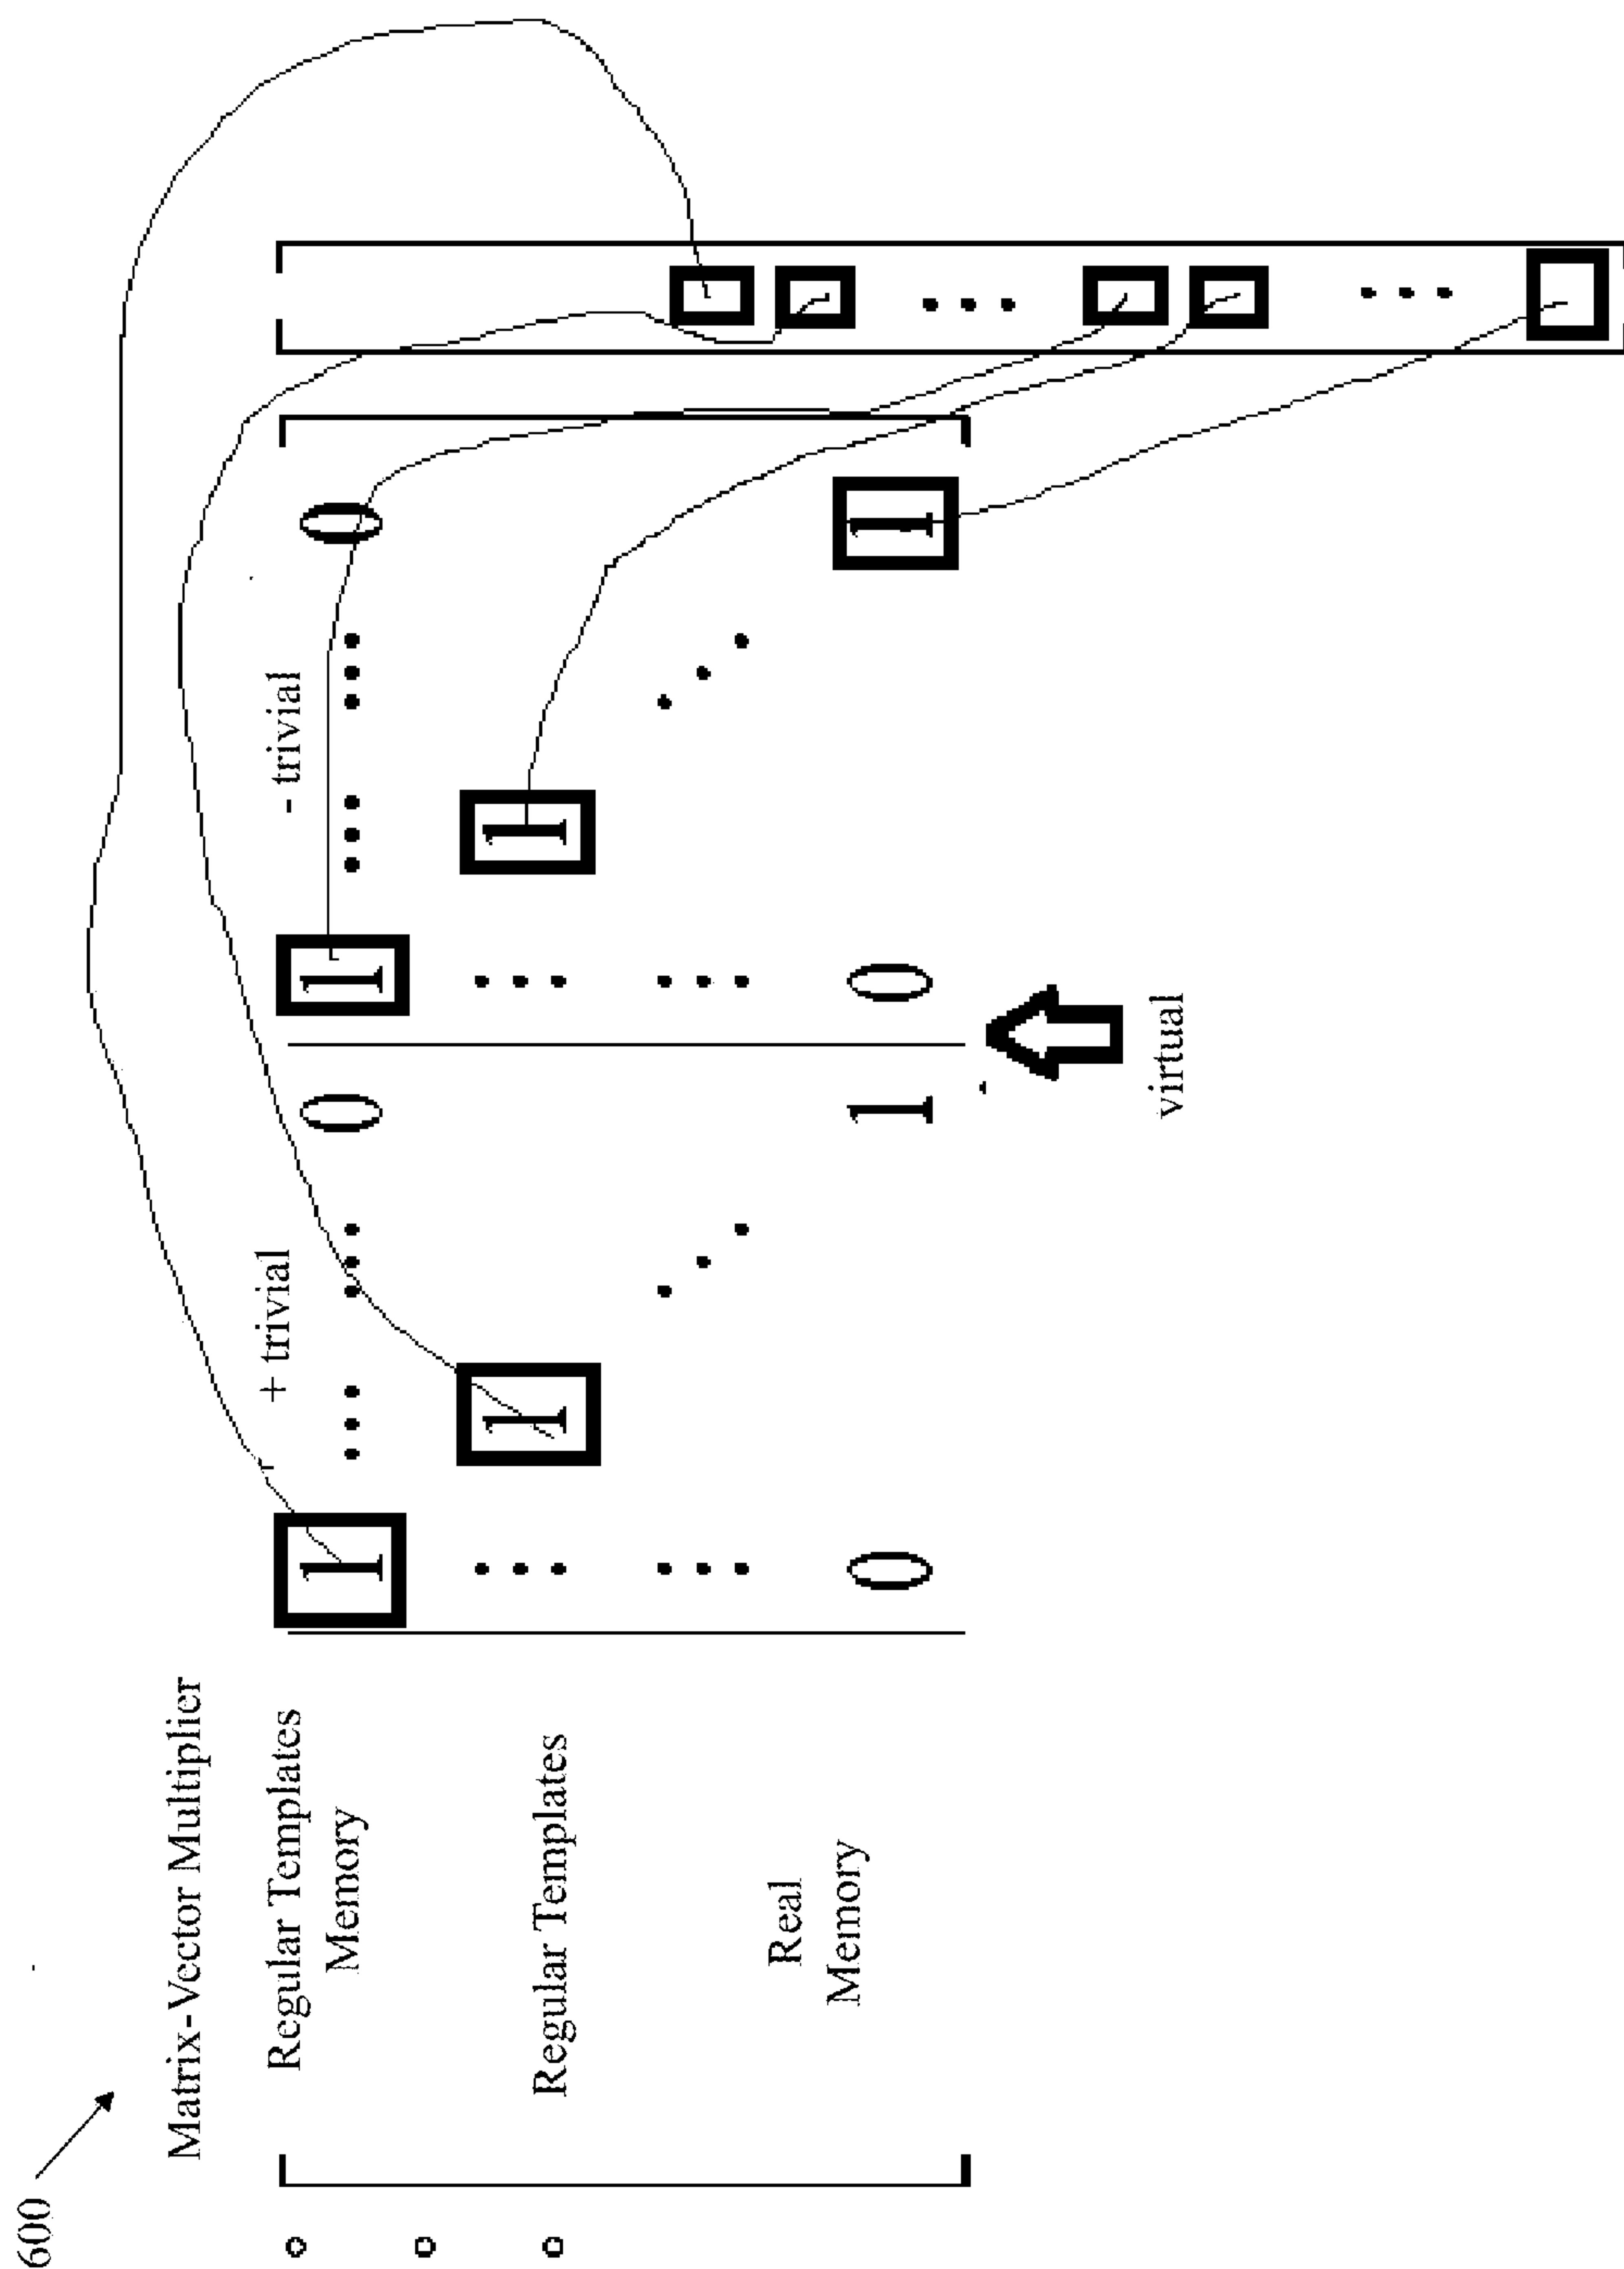 600
Matrix-Vector Multiplier
Regular Templates
Memory
Regular Templates
Real
Memory
+ trivial
- trivial
1 0 1 0
1 1
0 1 0 1
virtual